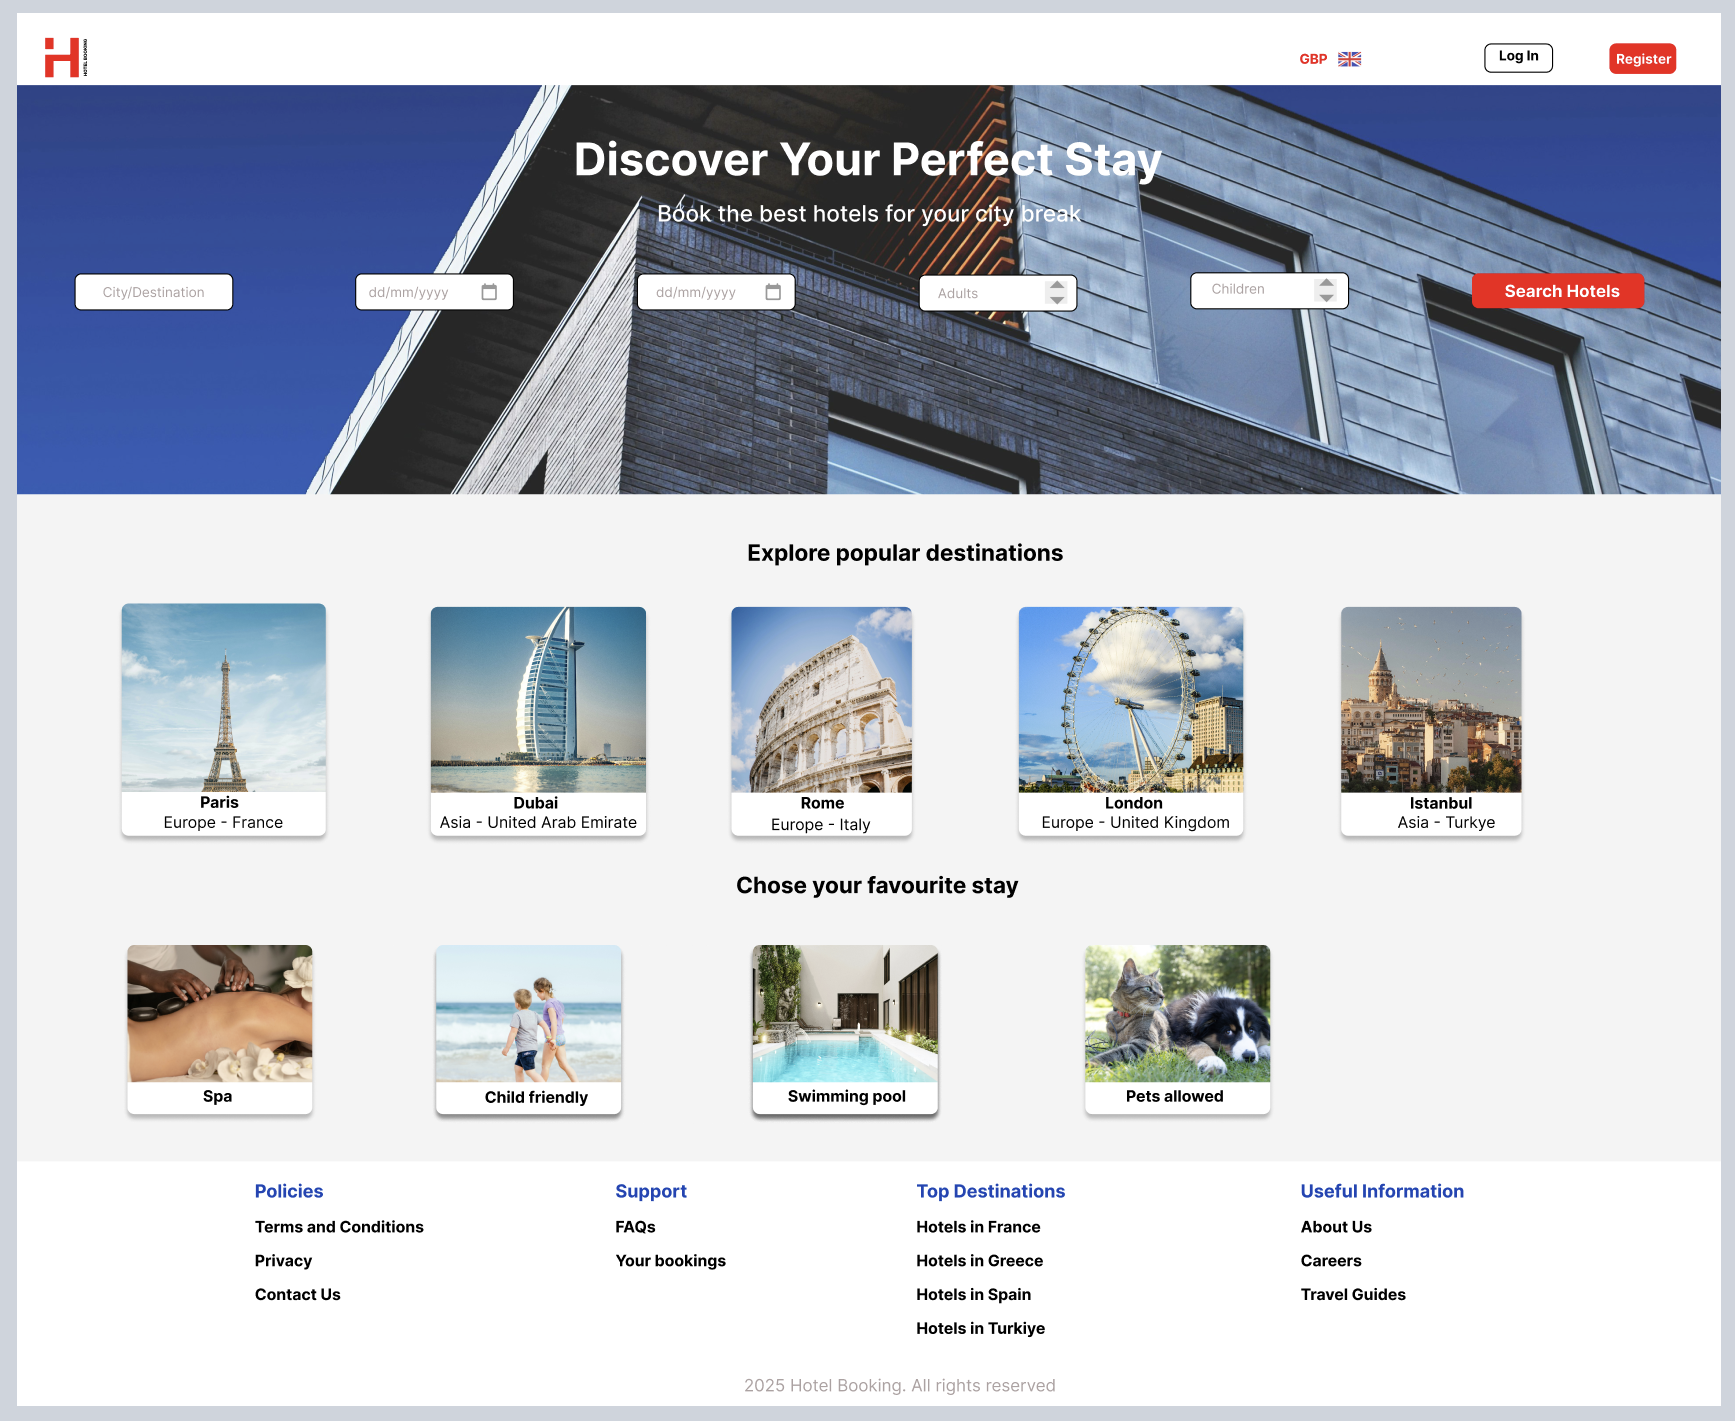 HOTEL BOOKING
GBP
Log In
Register
Discover Your Perfect Stay
Book the best hotels for your city break
City/Destination
dd/mm/yyyy
dd/mm/yyyy
Adults
Children
Search Hotels
Explore popular destinations
Paris
Europe - France
Dubai
Asia - United Arab Emirate
Rome
Europe - Italy
London
Europe - United Kingdom
Istanbul
Asia - Turkye
Chose your favourite stay
Spa
Child friendly
Swimming pool
Pets allowed
Policies
Terms and Conditions
Privacy
Contact Us
Support
FAQs
Your bookings
Top Destinations
Hotels in France
Hotels in Greece
Hotels in Spain
Hotels in Turkiye
Useful Information
About Us
Careers
Travel Guides
2025 Hotel Booking. All rights reserved